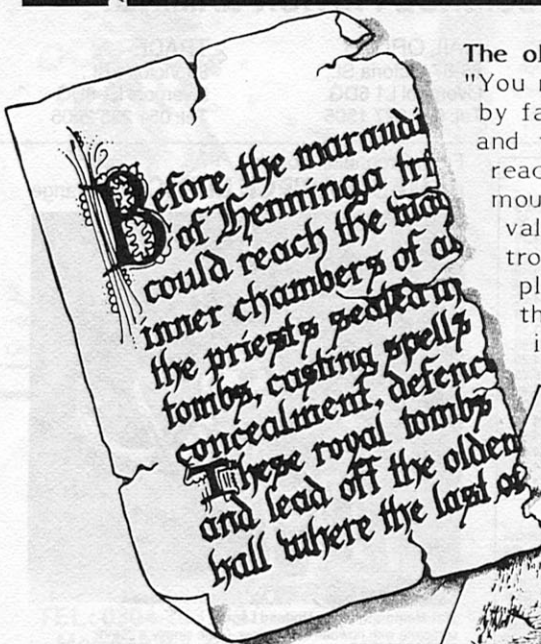 Before the maraudi
of Henninga tri
could reach the
inner chambers of
the priests sealed in
tombs, casting spells
concealment, defenc
These royal tombs
and lead off the olden
hall where the last of
The ol
"You
by fa
and
reac
mou
val
tro
pl
th
i